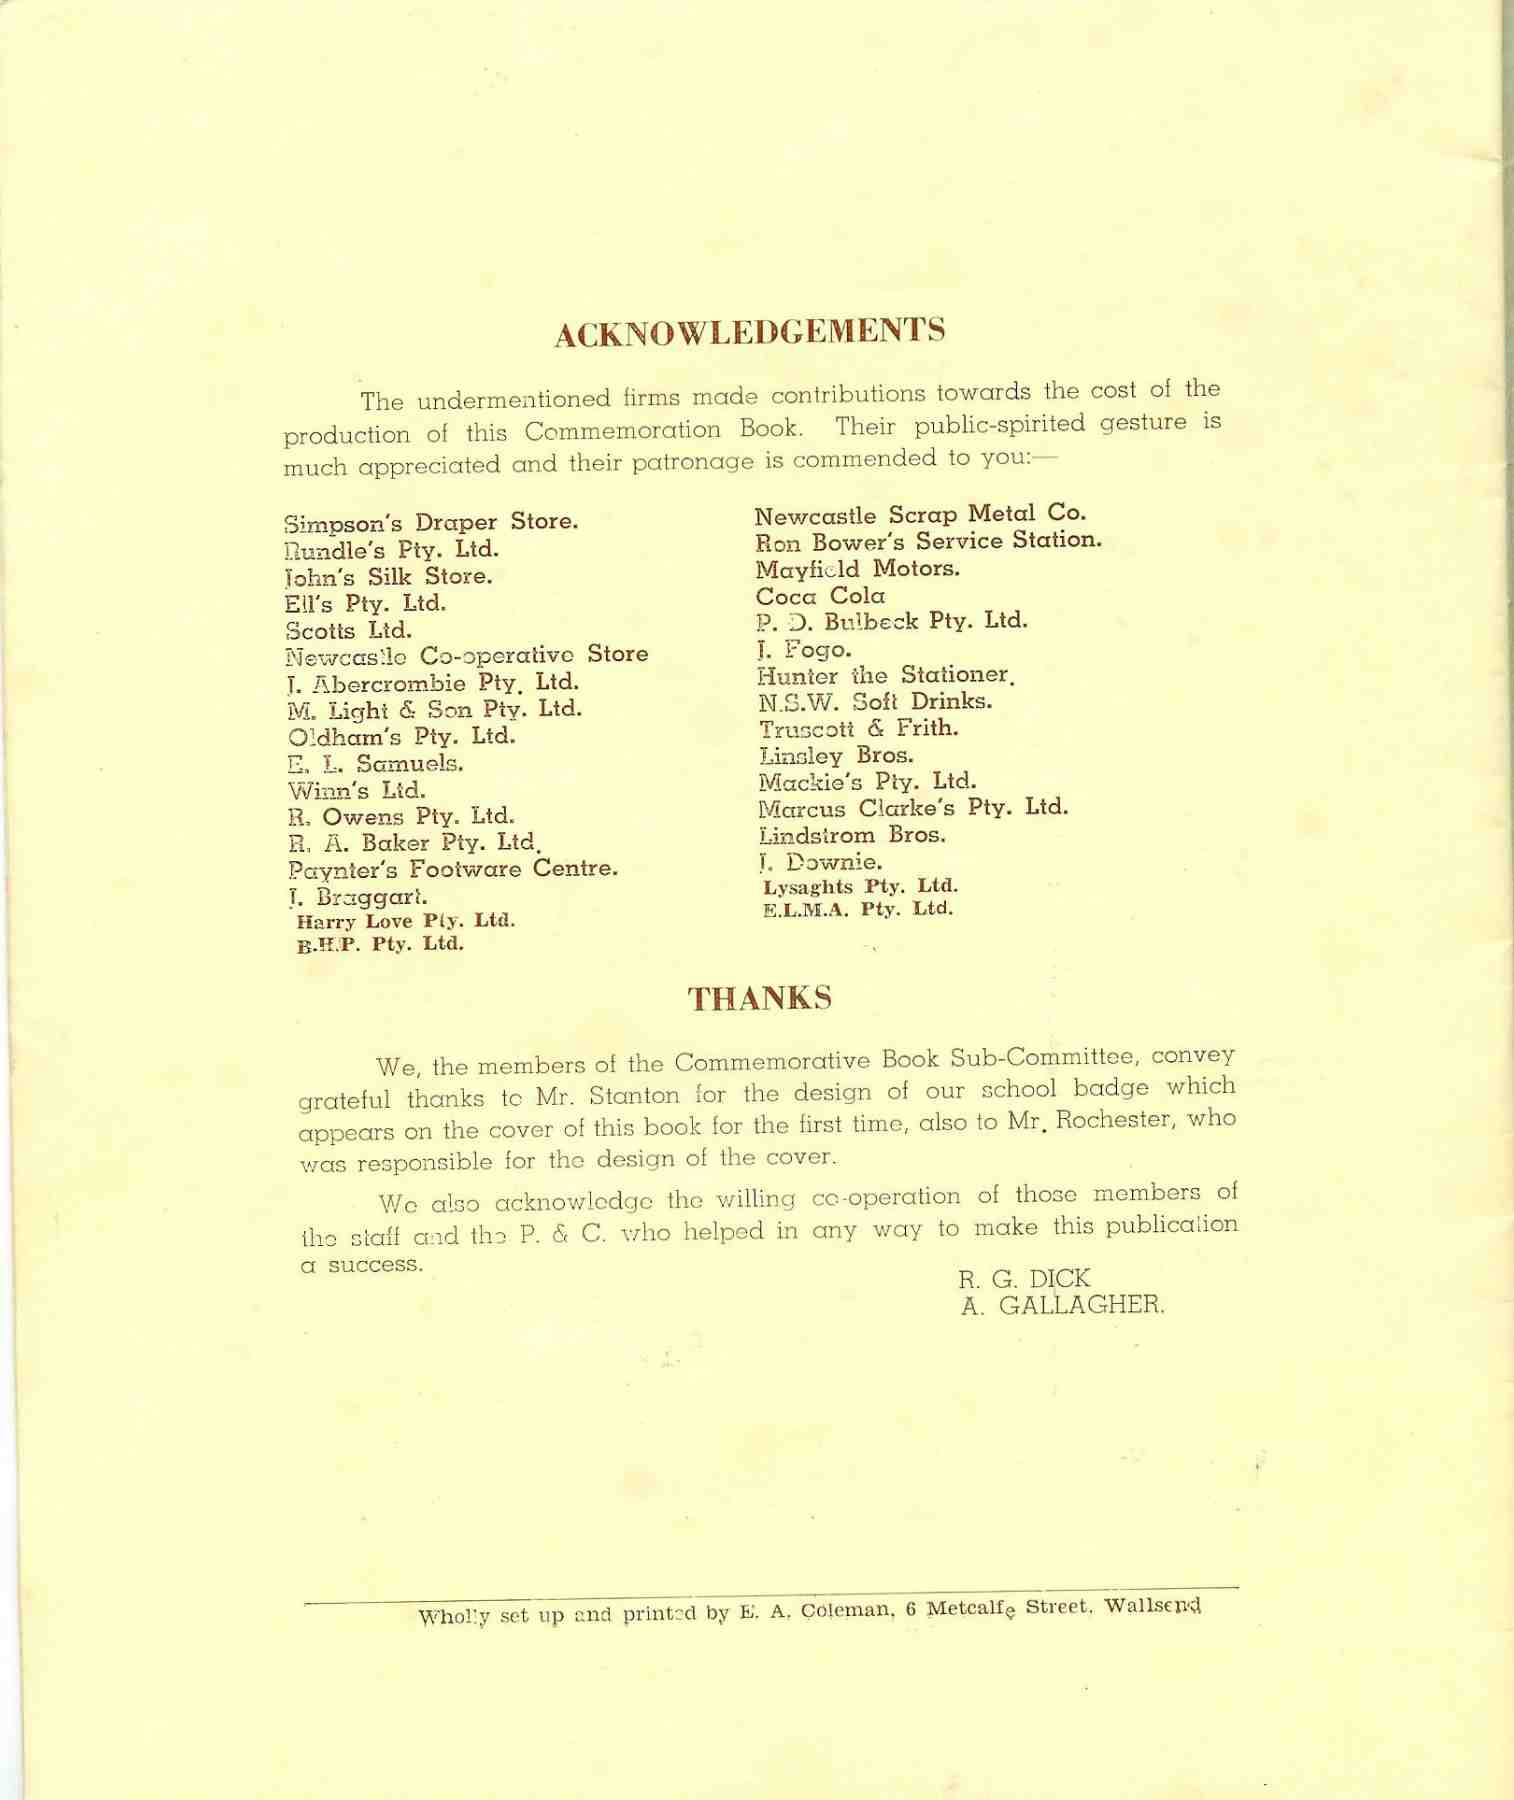 ACKNOWLEDGEMENTS
The undermentioned firms made contributions towards the cost of the
production of this Commemoration Book. Their public-spirited gesture is
much appreciated and their patronage is commended to you:—
Simpson's Draper Store.
Rundle's Pty. Ltd.
John's Silk Store.
Ell's Pty. Ltd.
Scotts Ltd.
Newcastle Co-operative Store
J. Abercrombie Pty. Ltd.
M. Light & Son Pty. Ltd.
Oldham's Pty. Ltd.
E. L. Samuels.
Winn's Ltd.
R. Owens Pty. Ltd.
R. A. Baker Pty. Ltd.
Paynter's Footware Centre.
J. Braggart.
Harry Love Pty. Ltd.
B.H.P. Pty. Ltd.
Newcastle Scrap Metal Co.
Ron Bower's Service Station.
Mayfield Motors.
Coca Cola
P. D. Bulbeck Pty. Ltd.
J. Fogo.
Hunter the Stationer.
N.S.W. Soft Drinks.
Truscott & Frith.
Linsley Bros.
Mackie's Pty. Ltd.
Marcus Clarke's Pty. Ltd.
Lindstrom Bros.
J. Downie.
Lysaghts Pty. Ltd.
E.L.M.A. Pty. Ltd.
THANKS
We, the members of the Commemorative Book Sub-Committee, convey
grateful thanks to Mr. Stanton for the design of our school badge which
appears on the cover of this book for the first time, also to Mr. Rochester, who
was responsible for the design of the cover.
We also acknowledge the willing co-operation of those members of
the staff and the P. & C. who helped in any way to make this publication
a success.
R. G. DICK
A. GALLAGHER.
Wholly set up and printed by E. A. Coleman, 6 Metcalfe Street, Wallsend